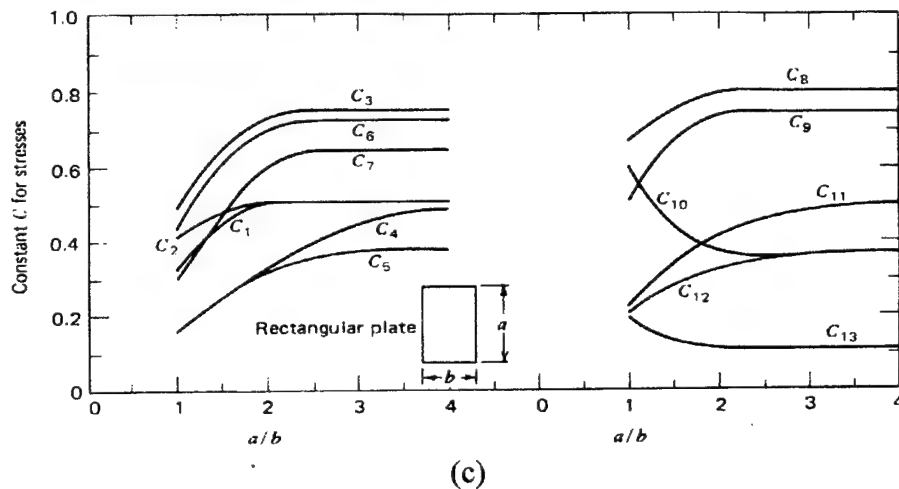 Constant C for stresses
1.0
0.8
0.6
0.4
0.2
0
C₃
C₆
C₇
C₂
C₁
C₄
C₅
C₈
C₉
C₁₀
C₁₁
C₁₂
C₁₃
Rectangular plate
a
b
0 1 2 3 4 0 1 2 3 4
a/b a/b
(c)